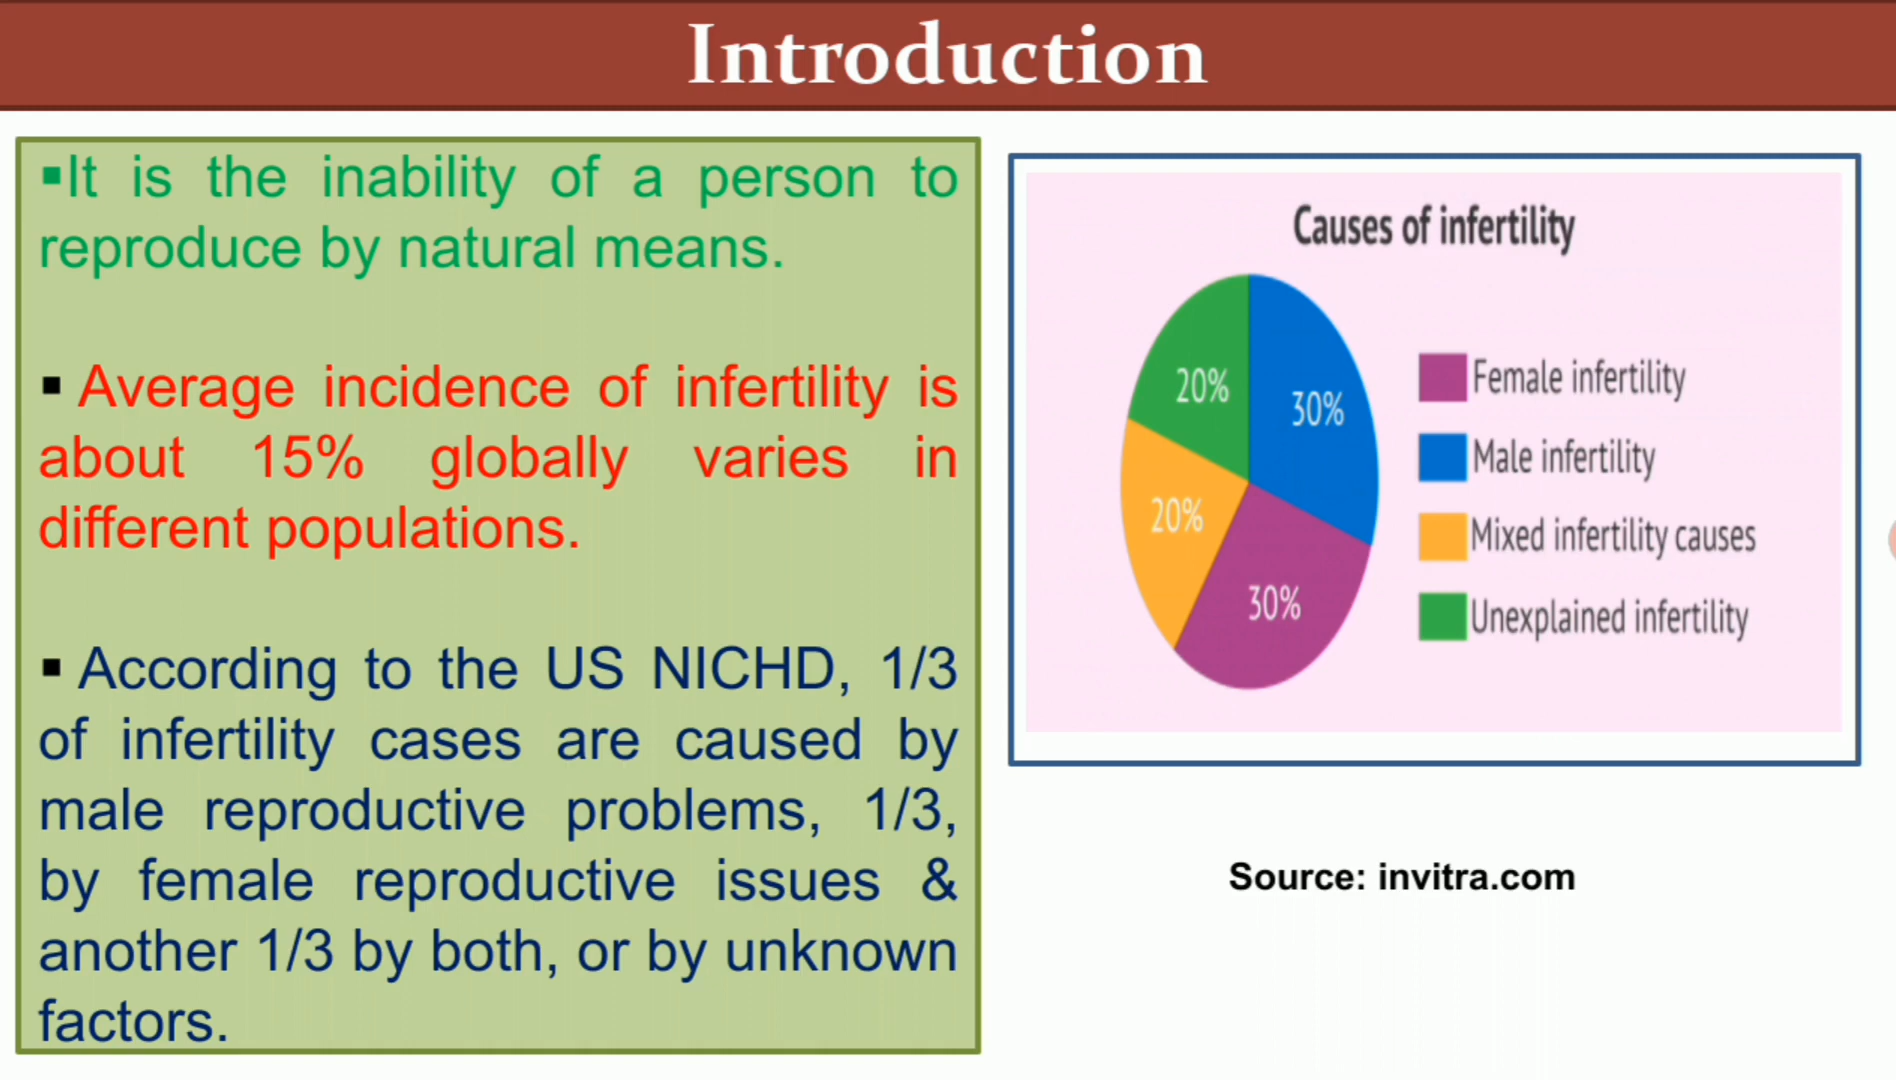 Introduction
▪It is the inability of a person to
reproduce by natural means.
▪ Average incidence of infertility is
about 15% globally varies in
different populations.
▪ According to the US NICHD, 1/3
of infertility cases are caused by
male reproductive problems, 1/3,
by female reproductive issues &
another 1/3 by both, or by unknown
factors.
Causes of infertility
20%
30%
20%
30%
Female infertility
Male infertility
Mixed infertility causes
Unexplained infertility
Source: invitra.com